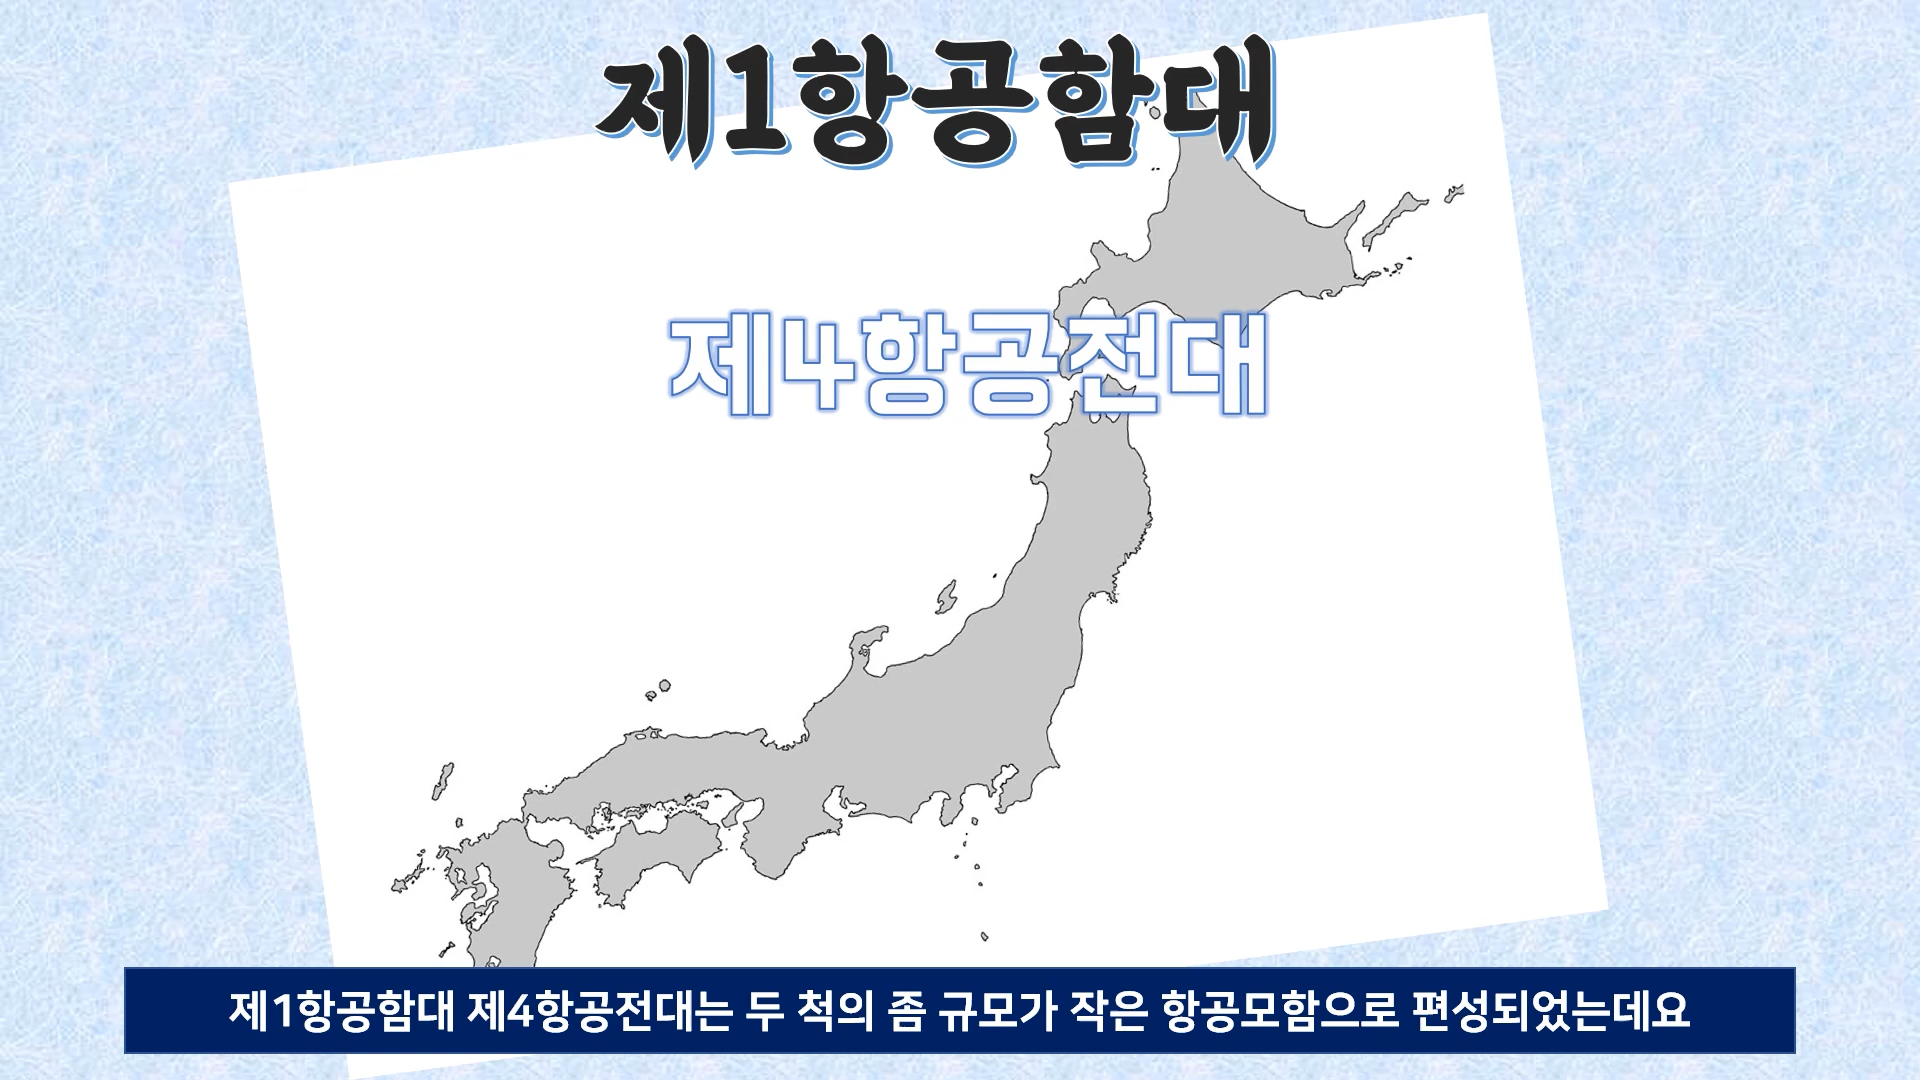 제1항공함대
제4항공전대
제1항공함대 제4항공전대는 두 척의 좀 규모가 작은 항공모함으로 편성되었는데요